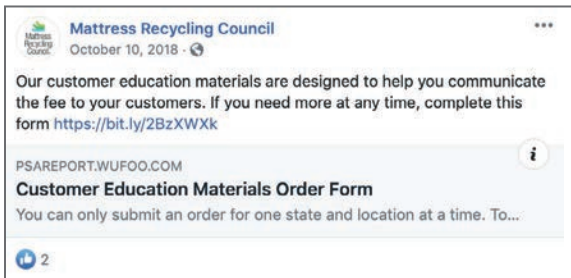 Mattress Recycling Council
Mattress Recycling Council
October 10, 2018 ·
Our customer education materials are designed to help you communicate
the fee to your customers. If you need more at any time, complete this
form https://bit.ly/2BzXWXk
PSAREPORT.WUFOO.COM
i
Customer Education Materials Order Form
You can only submit an order for one state and location at a time. To...
2